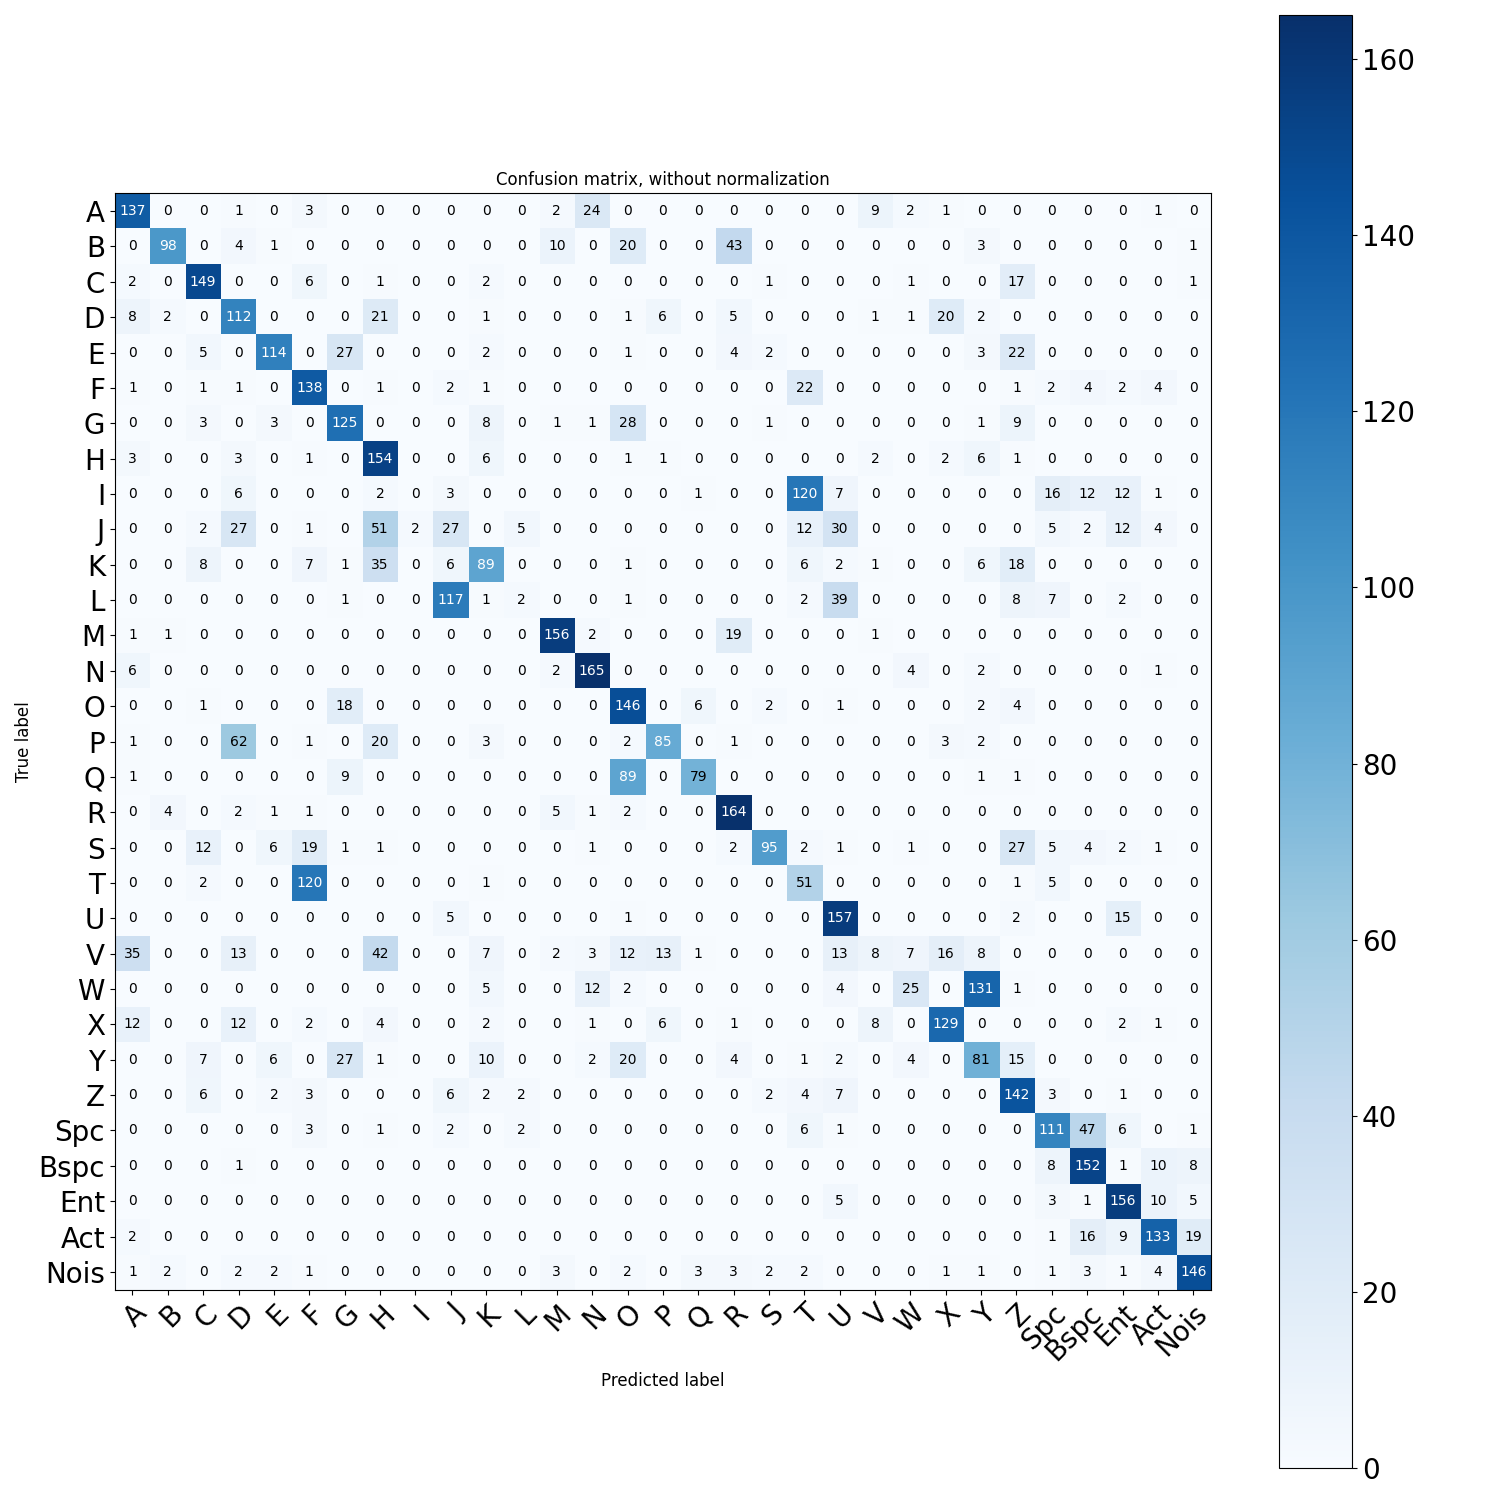 Confusion matrix, without normalization
A 137 0 0 1 0 3 0 0 0 0 0 0 2 24 0 0 0 0 0 0 0 9 2 1 0 0 0 0 0 1 0
B 0 98 0 4 1 0 0 0 0 0 0 0 10 0 20 0 0 43 0 0 0 0 0 0 3 0 0 0 0 0 1
C 2 0 149 0 0 6 0 1 0 0 2 0 0 0 0 0 0 0 1 0 0 0 1 0 0 17 0 0 0 0 1
D 8 2 0 112 0 0 0 21 0 0 1 0 0 0 1 6 0 5 0 0 0 1 1 20 2 0 0 0 0 0 0
E 0 0 5 0 114 0 27 0 0 0 2 0 0 0 1 0 0 4 2 0 0 0 0 0 3 22 0 0 0 0 0
F 1 0 1 1 0 138 0 1 0 2 1 0 0 0 0 0 0 0 0 22 0 0 0 0 0 1 2 4 2 4 0
G 0 0 3 0 3 0 125 0 0 0 8 0 1 1 28 0 0 0 1 0 0 0 0 0 1 9 0 0 0 0 0
H 3 0 0 3 0 1 0 154 0 0 6 0 0 0 1 1 0 0 0 0 0 2 0 2 6 1 0 0 0 0 0
I 0 0 0 6 0 0 0 2 0 3 0 0 0 0 0 0 1 0 0 120 7 0 0 0 0 0 16 12 12 1 0
J 0 0 2 27 0 1 0 51 2 27 0 5 0 0 0 0 0 0 0 12 30 0 0 0 0 0 5 2 12 4 0
K 0 0 8 0 0 7 1 35 0 6 89 0 0 0 1 0 0 0 0 6 2 1 0 0 6 18 0 0 0 0 0
L 0 0 0 0 0 0 1 0 0 117 1 2 0 0 1 0 0 0 0 2 39 0 0 0 0 8 7 0 2 0 0
M 1 1 0 0 0 0 0 0 0 0 0 0 156 2 0 0 0 19 0 0 0 1 0 0 0 0 0 0 0 0 0
N 6 0 0 0 0 0 0 0 0 0 0 0 2 165 0 0 0 0 0 0 0 0 4 0 2 0 0 0 0 1 0
O 0 0 1 0 0 0 18 0 0 0 0 0 0 0 146 0 6 0 2 0 1 0 0 0 2 4 0 0 0 0 0
P 1 0 0 62 0 1 0 20 0 0 3 0 0 0 2 85 0 1 0 0 0 0 0 3 2 0 0 0 0 0 0
Q 1 0 0 0 0 0 9 0 0 0 0 0 0 0 89 0 79 0 0 0 0 0 0 0 1 1 0 0 0 0 0
R 0 4 0 2 1 1 0 0 0 0 0 0 5 1 2 0 0 164 0 0 0 0 0 0 0 0 0 0 0 0 0
S 0 0 12 0 6 19 1 1 0 0 0 0 0 1 0 0 0 2 95 2 1 0 1 0 0 27 5 4 2 1 0
T 0 0 2 0 0 120 0 0 0 0 1 0 0 0 0 0 0 0 0 51 0 0 0 0 0 1 5 0 0 0 0
U 0 0 0 0 0 0 0 0 0 5 0 0 0 0 1 0 0 0 0 0 157 0 0 0 0 2 0 0 15 0 0
V 35 0 0 13 0 0 0 42 0 0 7 0 2 3 12 13 1 0 0 0 13 8 7 16 8 0 0 0 0 0 0
W 0 0 0 0 0 0 0 0 0 0 5 0 0 12 2 0 0 0 0 0 4 0 25 0 131 1 0 0 0 0 0
X 12 0 0 12 0 2 0 4 0 0 2 0 0 1 0 6 0 1 0 0 0 8 0 129 0 0 0 0 2 1 0
Y 0 0 7 0 6 0 27 1 0 0 10 0 0 2 20 0 0 4 0 1 2 0 4 0 81 15 0 0 0 0 0
Z 0 0 6 0 2 3 0 0 0 6 2 2 0 0 0 0 0 0 2 4 7 0 0 0 0 142 3 0 1 0 0
Spc 0 0 0 0 0 3 0 1 0 2 0 2 0 0 0 0 0 0 0 6 1 0 0 0 0 0 111 47 6 0 1
Bspc 0 0 0 1 0 0 0 0 0 0 0 0 0 0 0 0 0 0 0 0 0 0 0 0 0 0 8 152 1 10 8
Ent 0 0 0 0 0 0 0 0 0 0 0 0 0 0 0 0 0 0 0 0 5 0 0 0 0 0 3 1 156 10 5
Act 2 0 0 0 0 0 0 0 0 0 0 0 0 0 0 0 0 0 0 0 0 0 0 0 0 0 1 16 9 133 19
Nois 1 2 0 2 2 1 0 0 0 0 0 0 3 0 2 0 3 3 2 2 0 0 0 1 1 0 1 3 1 4 146
A B C D E F G H I J K L M N O P Q R S T U V W X Y Z Spc Bspc Ent Act Nois
Predicted label
True label
160
140
120
100
80
60
40
20
0